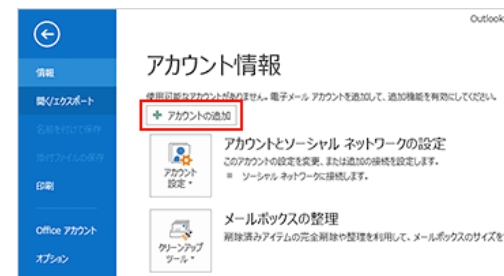 Outlook
情報
アカウント情報
開く/エクスポート
使用可能なアカウントがありません。電子メール アカウントを追加して、追加機能を有効にしてください。
アカウントの追加
名前を付けて保存
添付ファイルの保存
アカウントとソーシャル ネットワークの設定
このアカウントの設定を変更、または追加の接続を設定します。
ソーシャル ネットワークに接続します。
アカウント
設定
印刷
メールボックスの整理
削除済みアイテムの完全削除や整理を利用して、メールボックスのサイズを
Office アカウント
クリーンアップ
ツール
オプション